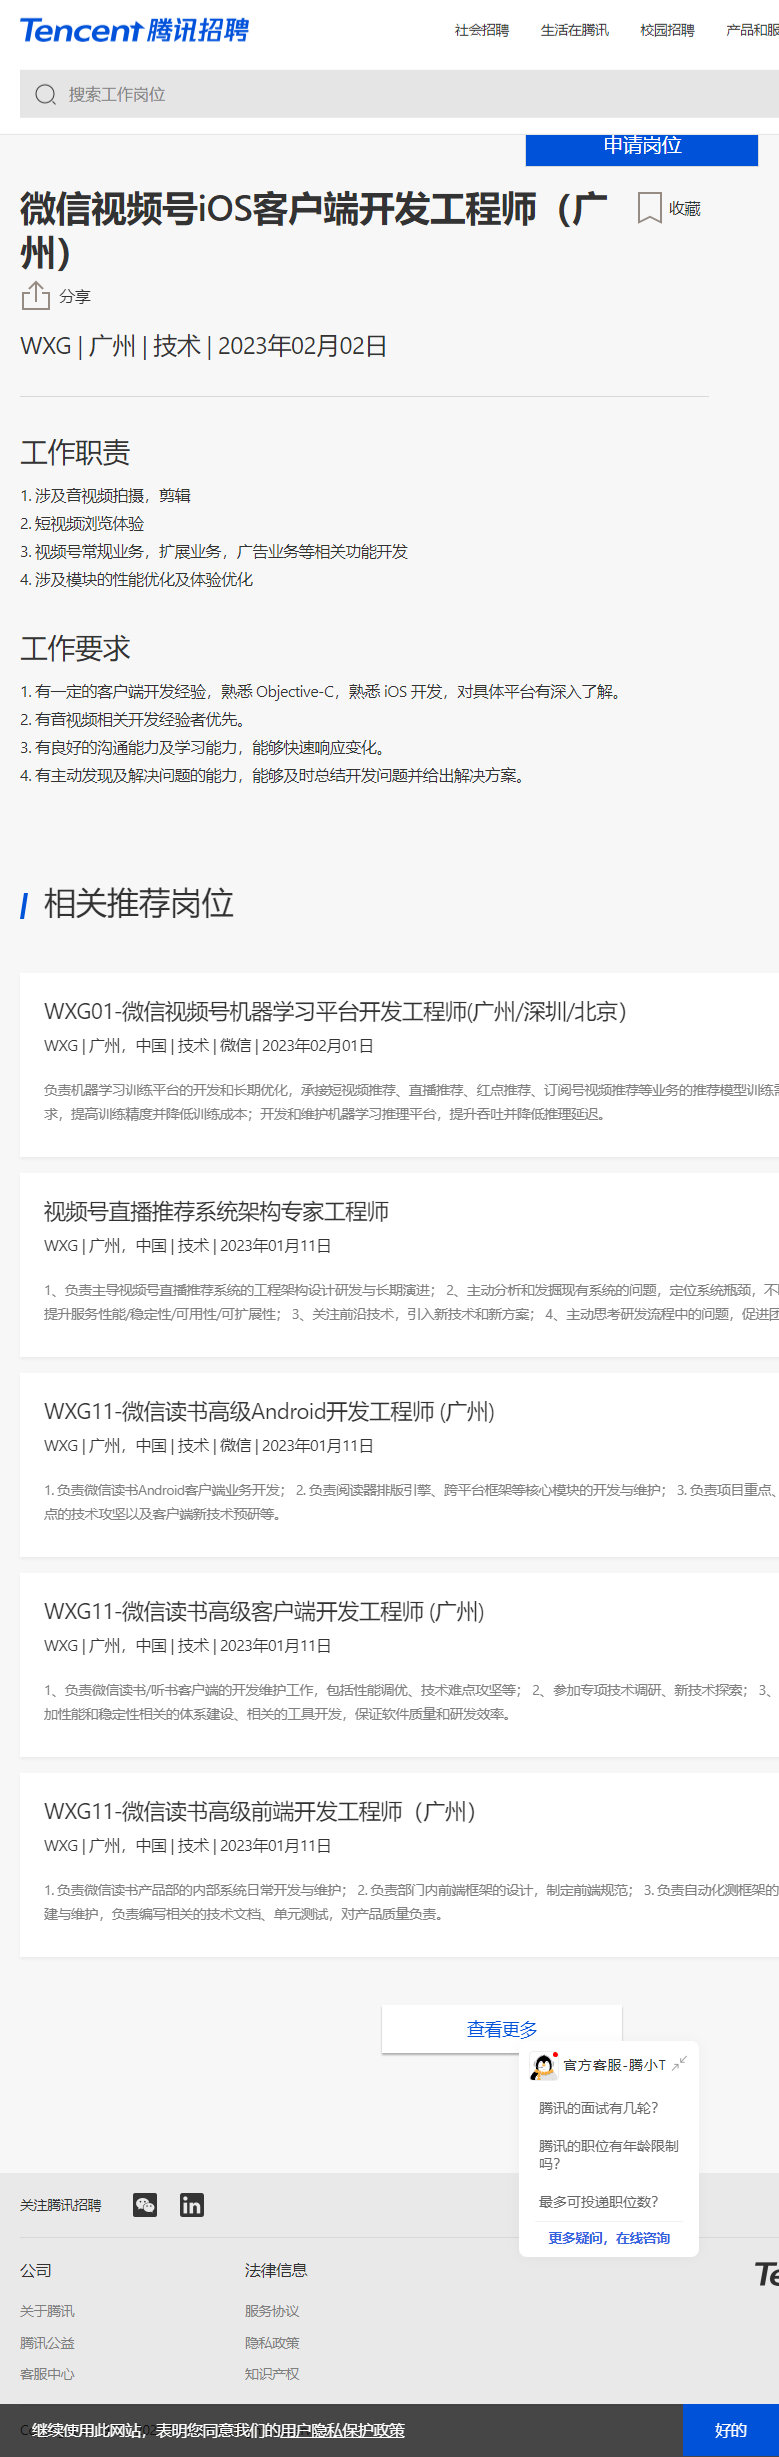 Tencent 腾讯招聘
社会招聘 生活在腾讯 校园招聘 产品和服
搜索工作岗位
申请岗位
微信视频号iOS客户端开发工程师（广
州）
收藏
分享
WXG | 广州 | 技术 | 2023年02月02日
工作职责
1. 涉及音视频拍摄，剪辑
2. 短视频浏览体验
3. 视频号常规业务，扩展业务，广告业务等相关功能开发
4. 涉及模块的性能优化及体验优化
工作要求
1. 有一定的客户端开发经验，熟悉 Objective-C，熟悉 iOS 开发，对具体平台有深入了解。
2. 有音视频相关开发经验者优先。
3. 有良好的沟通能力及学习能力，能够快速响应变化。
4. 有主动发现及解决问题的能力，能够及时总结开发问题并给出解决方案。
相关推荐岗位
WXG01-微信视频号机器学习平台开发工程师(广州/深圳/北京）
WXG | 广州，中国 | 技术 | 微信 | 2023年02月01日
负责机器学习训练平台的开发和长期优化，承接短视频推荐、直播推荐、红点推荐、订阅号视频推荐等业务的推荐模型训练需
求，提高训练精度并降低训练成本；开发和维护机器学习推理平台，提升吞吐并降低推理延迟。
视频号直播推荐系统架构专家工程师
WXG | 广州，中国 | 技术 | 2023年01月11日
1、负责主导视频号直播推荐系统的工程架构设计研发与长期演进； 2、主动分析和发掘现有系统的问题，定位系统瓶颈，不
提升服务性能/稳定性/可用性/可扩展性； 3、关注前沿技术，引入新技术和新方案； 4、主动思考研发流程中的问题，促进团
WXG11-微信读书高级Android开发工程师 (广州)
WXG | 广州，中国 | 技术 | 微信 | 2023年01月11日
1. 负责微信读书Android客户端业务开发； 2. 负责阅读器排版引擎、跨平台框架等核心模块的开发与维护； 3. 负责项目重点、
点的技术攻坚以及客户端新技术预研等。
WXG11-微信读书高级客户端开发工程师 (广州)
WXG | 广州，中国 | 技术 | 2023年01月11日
1、负责微信读书/听书客户端的开发维护工作，包括性能调优、技术难点攻坚等； 2、参加专项技术调研、新技术探索； 3、
加性能和稳定性相关的体系建设、相关的工具开发，保证软件质量和研发效率。
WXG11-微信读书高级前端开发工程师（广州）
WXG | 广州，中国 | 技术 | 2023年01月11日
1. 负责微信读书产品部的内部系统日常开发与维护； 2. 负责部门内前端框架的设计，制定前端规范； 3. 负责自动化测框架的
建与维护，负责编写相关的技术文档、单元测试，对产品质量负责。
查看更多
官方客服-腾小T
腾讯的面试有几轮？
腾讯的职位有年龄限制
吗？
最多可投递职位数？
更多疑问，在线咨询
关注腾讯招聘
公司 法律信息
Te
关于腾讯 服务协议
腾讯公益 隐私政策
客服中心 知识产权
继续使用此网站，表明您同意我们的用户隐私保护政策
好的